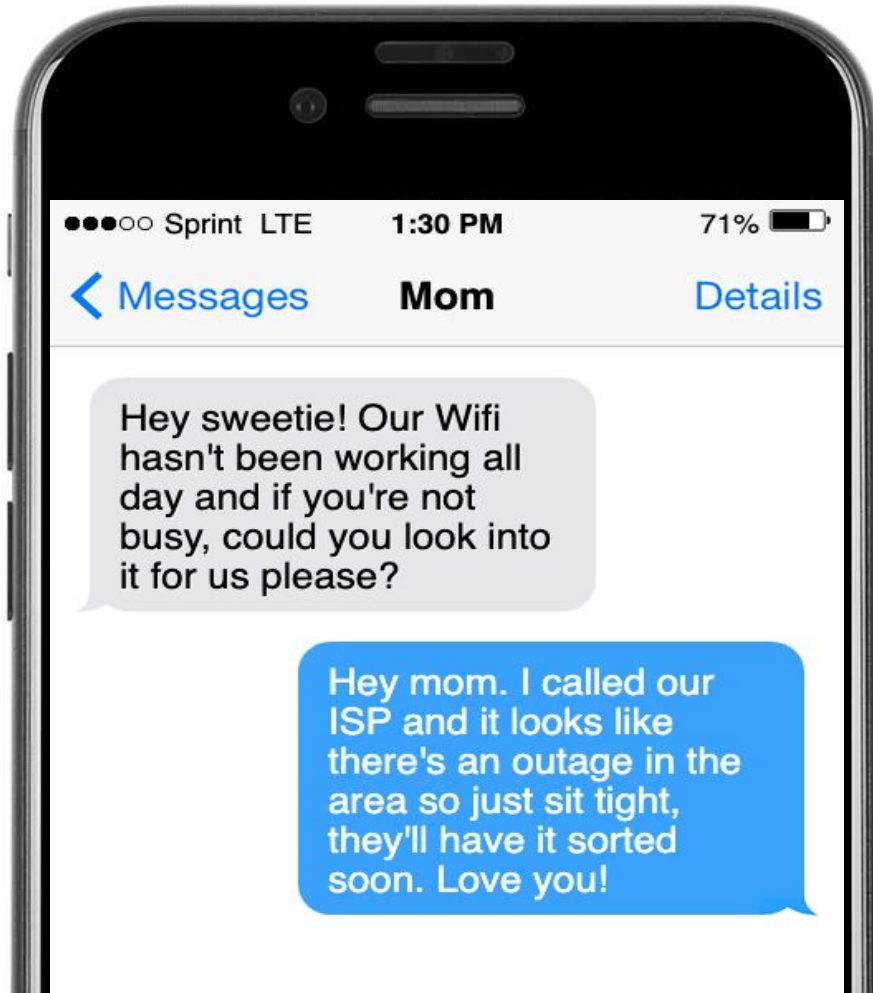 Sprint LTE 1:30 PM 71%
Messages Mom Details
Hey sweetie! Our Wifi
hasn't been working all
day and if you're not
busy, could you look into
it for us please?
Hey mom. I called our
ISP and it looks like
there's an outage in the
area so just sit tight,
they'll have it sorted
soon. Love you!